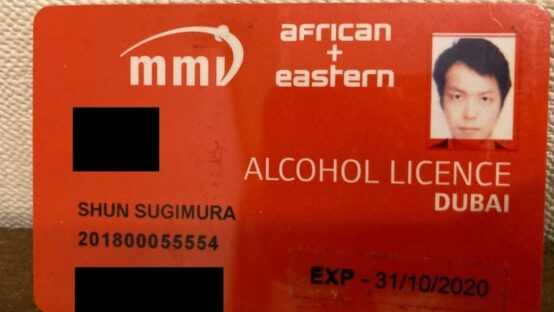 mmi
african
+
eastern
ALCOHOL LICENCE
DUBAI
SHUN SUGIMURA
201800055554
EXP - 31/10/2020